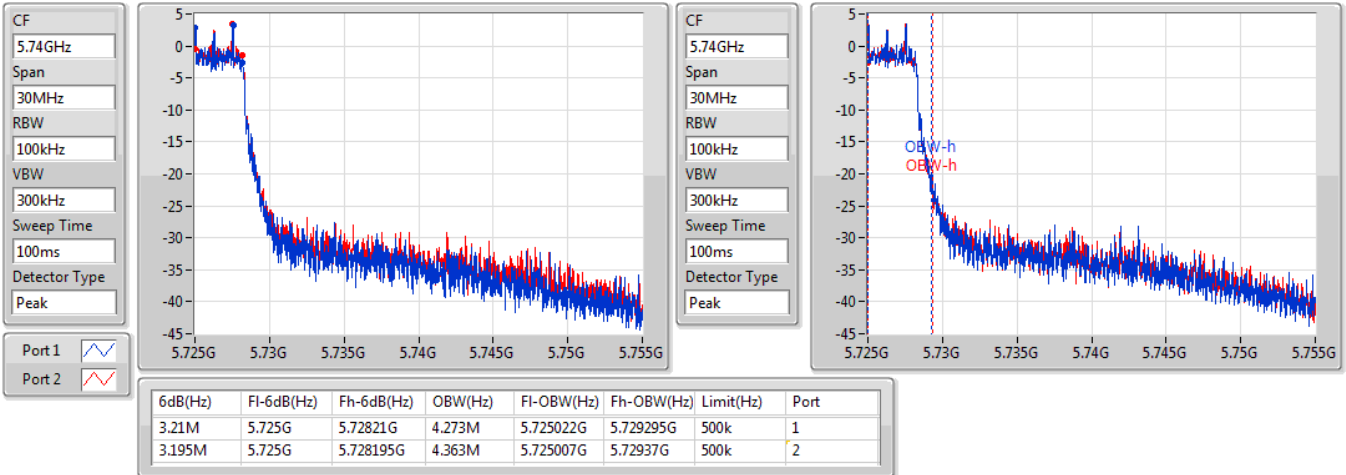 CF
5.74GHz
Span
30MHz
RBW
100kHz
VBW
300kHz
Sweep Time
100ms
Detector Type
Peak
Port 1
Port 2
5
0
-5
-10
-15
-20
-25
-30
-35
-40
-45
5.725G 5.73G 5.735G 5.74G 5.745G 5.75G 5.755G
CF
5.74GHz
Span
30MHz
RBW
100kHz
VBW
300kHz
Sweep Time
100ms
Detector Type
Peak
5
0
-5
-10
-15
-20
-25
-30
-35
-40
-45
OBW-h
OBW-h
5.725G 5.73G 5.735G 5.74G 5.745G 5.75G 5.755G
6dB(Hz) Fl-6dB(Hz) Fh-6dB(Hz) OBW(Hz) Fl-OBW(Hz) Fh-OBW(Hz) Limit(Hz) Port
3.21M 5.725G 5.72821G 4.273M 5.725022G 5.729295G 500k 1
3.195M 5.725G 5.728195G 4.363M 5.725007G 5.72937G 500k 2